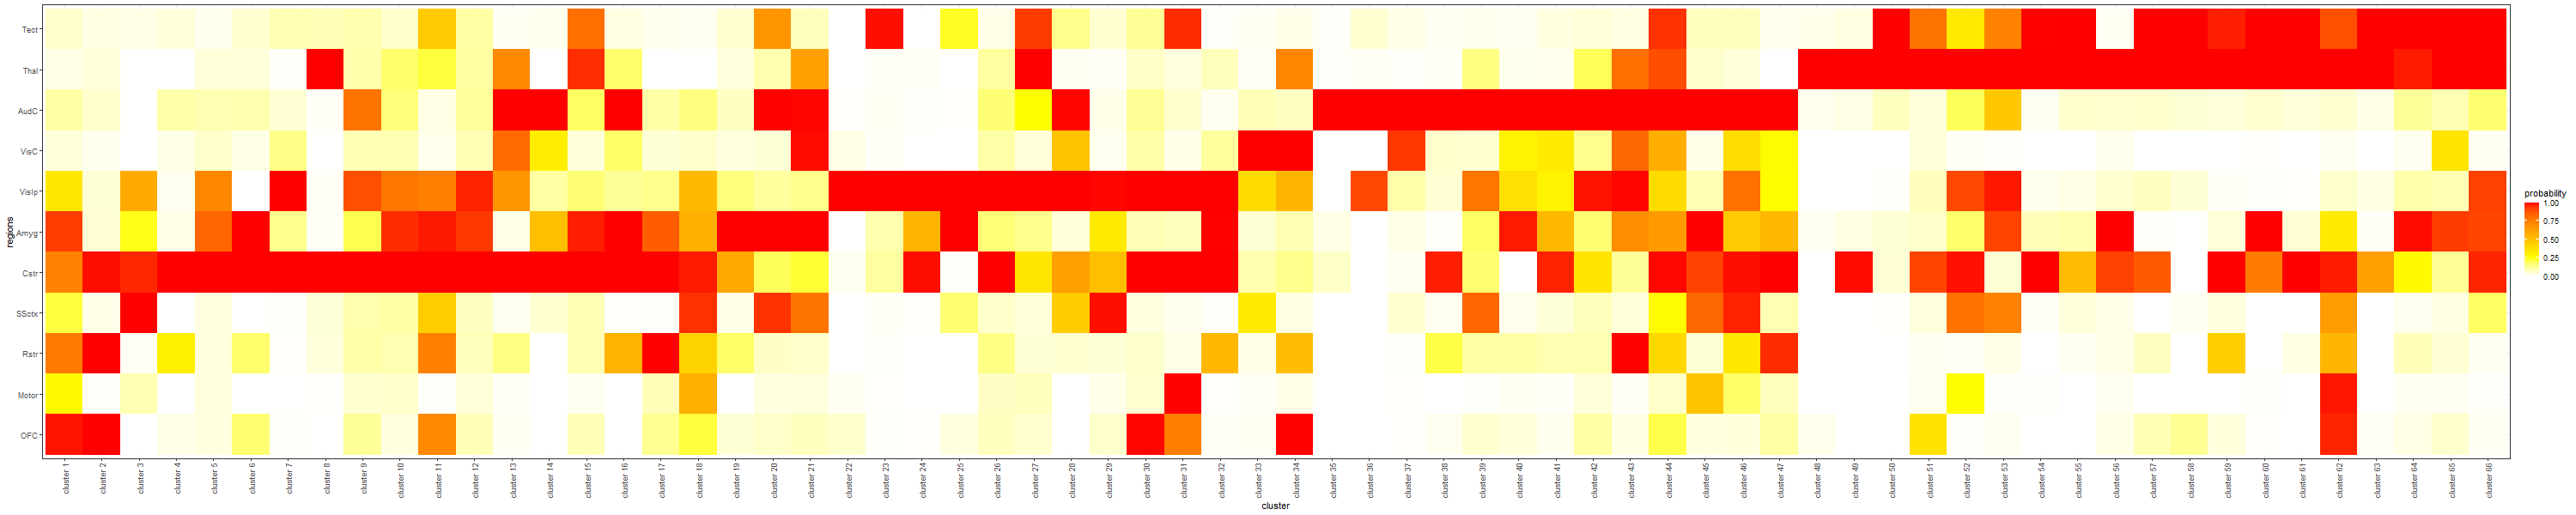 Tect
Thal
AudC
VisC
VisIp
Amyg
Cstr
SSctx
Rstr
Motor
OFC
regions
cluster 1
cluster 2
cluster 3
cluster 4
cluster 5
cluster 6
cluster 7
cluster 8
cluster 9
cluster 10
cluster 11
cluster 12
cluster 13
cluster 14
cluster 15
cluster 16
cluster 17
cluster 18
cluster 19
cluster 20
cluster 21
cluster 22
cluster 23
cluster 24
cluster 25
cluster 26
cluster 27
cluster 28
cluster 29
cluster 30
cluster 31
cluster 32
cluster 33
cluster 34
cluster 35
cluster 36
cluster 37
cluster 38
cluster 39
cluster 40
cluster 41
cluster 42
cluster 43
cluster 44
cluster 45
cluster 46
cluster 47
cluster 48
cluster 49
cluster 50
cluster 51
cluster 52
cluster 53
cluster 54
cluster 55
cluster 56
cluster 57
cluster 58
cluster 59
cluster 60
cluster 61
cluster 62
cluster 63
cluster 64
cluster 65
cluster 66
cluster
probability
1.00
0.75
0.50
0.25
0.00